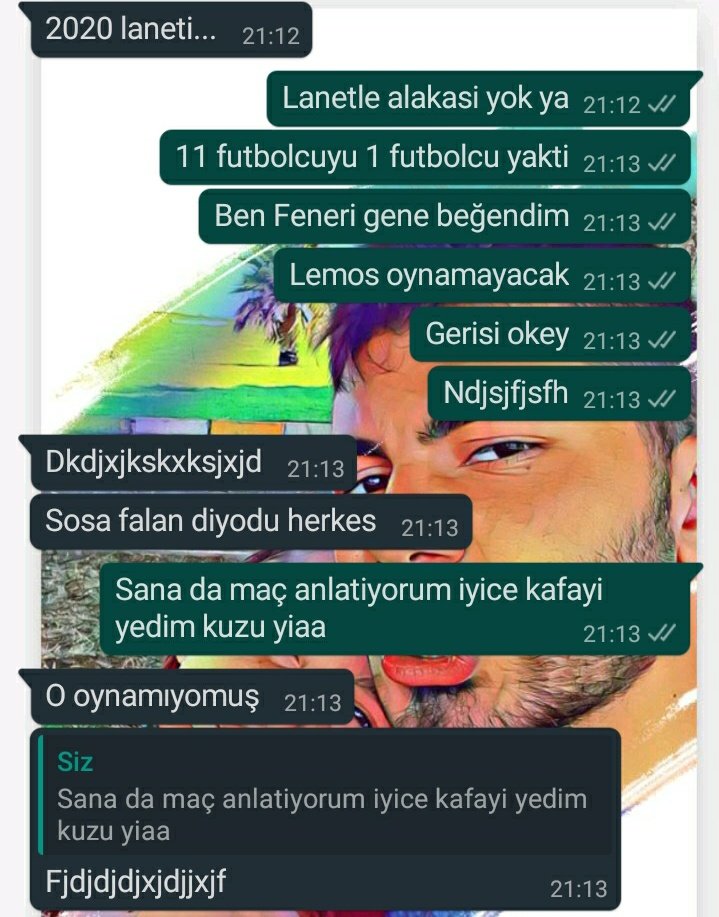 2020 laneti... 21:12
Lanetle alakasi yok ya 21:12
11 futbolcuyu 1 futbolcu yakti 21:13
Ben Feneri gene beğendim 21:13
Lemos oynamayacak 21:13
Gerisi okey 21:13
Ndjsjfjsfh 21:13
Dkdjxjkskxksjxjd 21:13
Sosa falan diyodu herkes 21:13
Sana da maç anlatiyorum iyice kafayi
yedim kuzu yiaa 21:13
O oynamıyomuş 21:13
Siz
Sana da maç anlatiyorum iyice kafayi yedim
kuzu yiaa
Fjdjdjdjxjdjjxjf 21:13